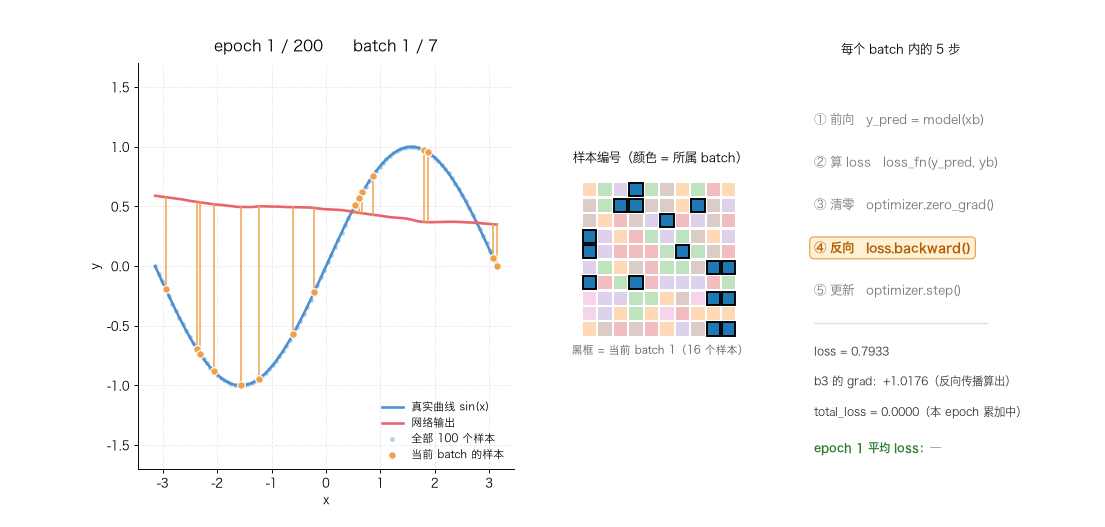 epoch 1 / 200 batch 1 / 7
1.5
1.0
0.5
0.0
-0.5
-1.0
-1.5
y
-3
-2
-1
0
1
2
3
x
真实曲线 sin(x)
网络输出
全部 100 个样本
当前 batch 的样本
样本编号（颜色 = 所属 batch）
黑框 = 当前 batch 1（16 个样本）
每个 batch 内的 5 步
① 前向 y_pred = model(xb)
② 算 loss loss_fn(y_pred, yb)
③ 清零 optimizer.zero_grad()
④ 反向 loss.backward()
⑤ 更新 optimizer.step()
loss = 0.7933
b3 的 grad: +1.0176（反向传播算出）
total_loss = 0.0000（本 epoch 累加中）
epoch 1 平均 loss: —